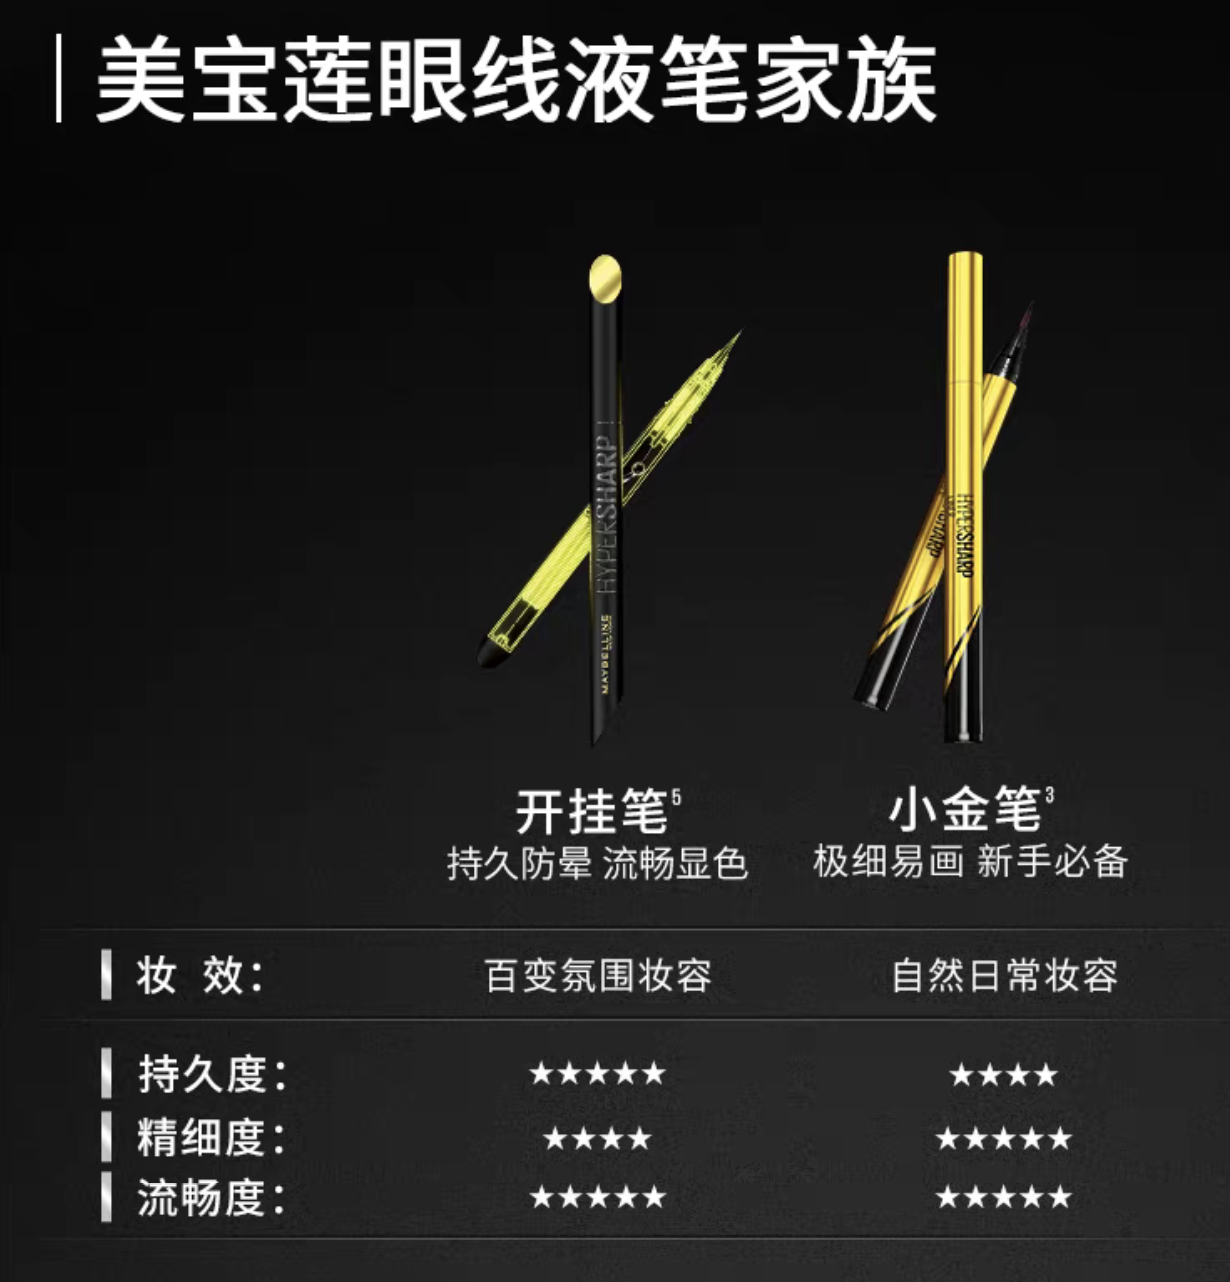 美宝莲眼线液笔家族
HYPERSHARP
MAYBELLINE
HYPERSHARP
HYPERSHARP
开挂笔5 小金笔3
持久防晕 流畅显色 极细易画 新手必备
妆 效： 百变氛围妆容 自然日常妆容
持久度： ★★★★★ ★★★★
精细度： ★★★★ ★★★★★
流畅度： ★★★★★ ★★★★★